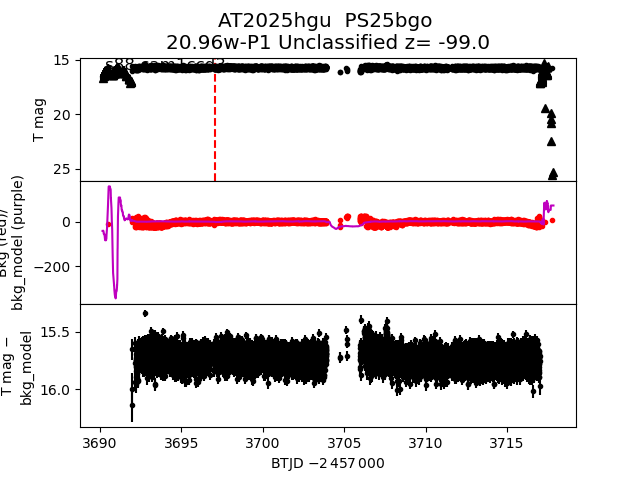 AT2025hgu  PS25bgo
20.96w-P1 Unclassified z= -99.0
15
20
25
T mag
0
−200
Bkg (red)/
bkg_model (purple)
15.5
16.0
T mag −
bkg_model
3690
3695
3700
3705
3710
3715
BTJD −2 457 000